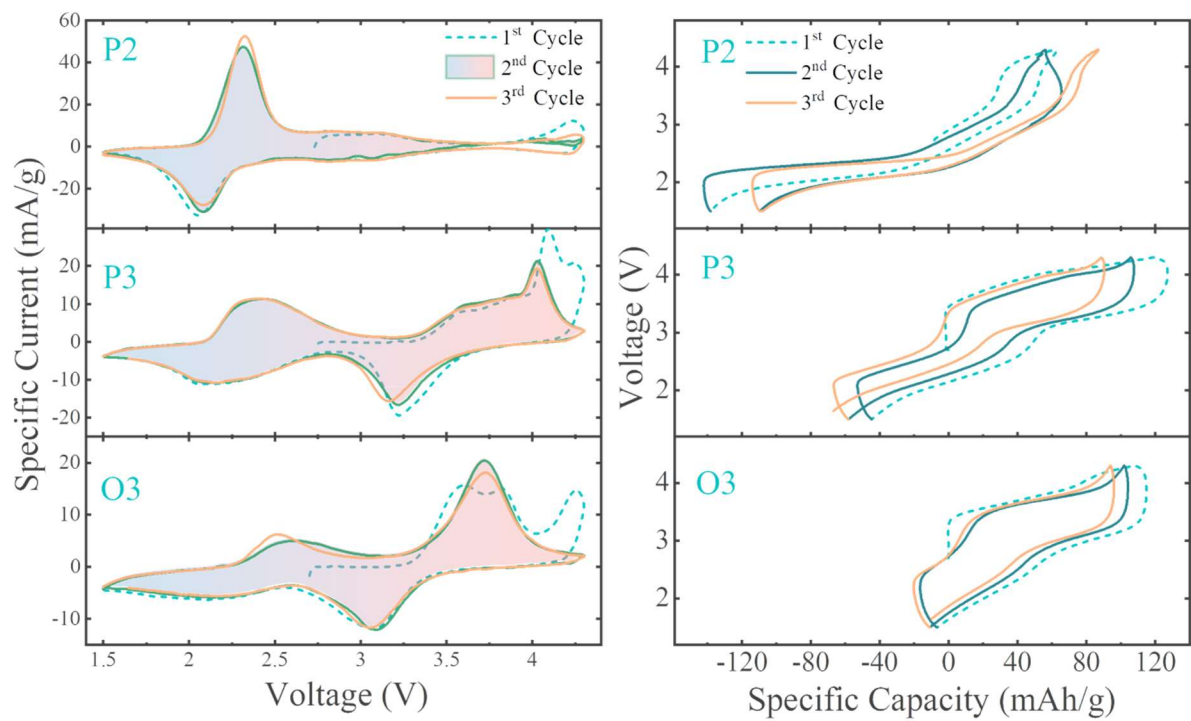 P2
1st Cycle
2nd Cycle
3rd Cycle
60
40
20
0
-20
P3
20
10
0
-10
-20
O3
20
10
0
-10
1.5
2
2.5
3
3.5
4
Specific Current (mA/g)
Voltage (V)
P2
1st Cycle
2nd Cycle
3rd Cycle
4
3
2
P3
4
3
2
O3
4
3
2
-120
-80
-40
0
40
80
120
Voltage (V)
Specific Capacity (mAh/g)